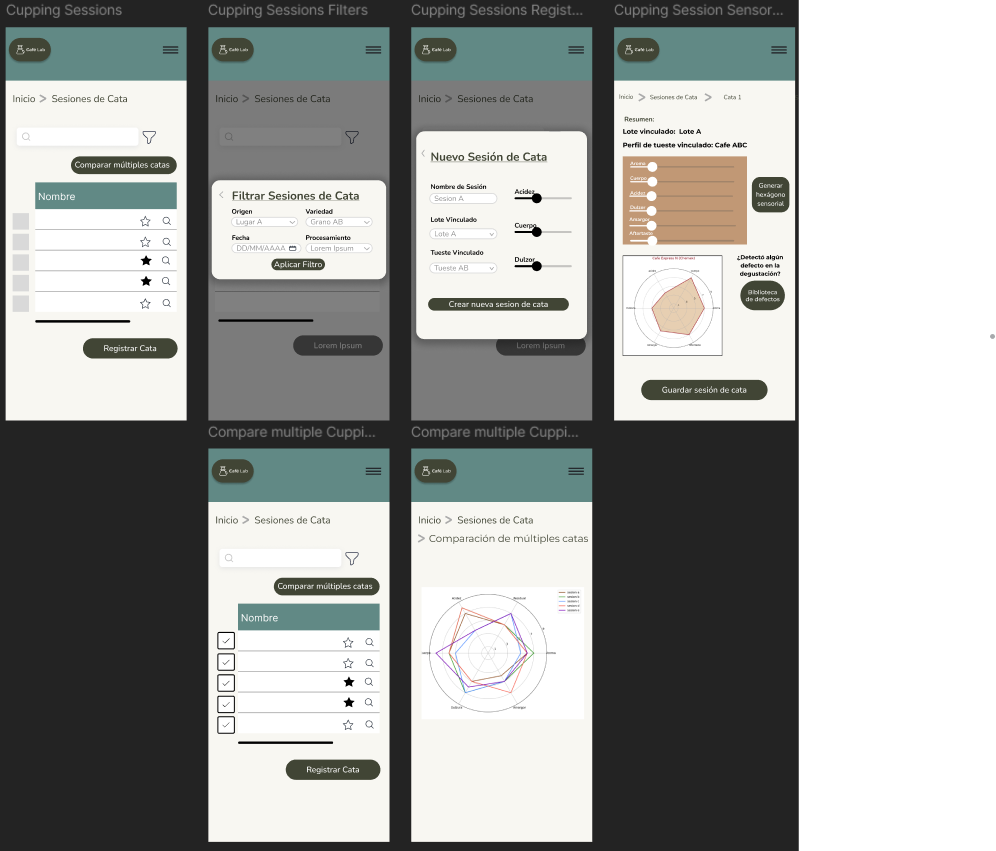 Cupping Sessions
Café Lab
Inicio > Sesiones de Cata
Comparar múltiples catas
Nombre
Registrar Cata
Cupping Sessions Filters
Café Lab
Inicio > Sesiones de Cata
Filtrar Sesiones de Cata
Origen
Variedad
Lugar A
Grano AB
Fecha
Procesamiento
DD/MM/AAAA
Lorem Ipsum
Aplicar Filtro
Lorem Ipsum
Cupping Sessions Regist...
Café Lab
Inicio > Sesiones de Cata
Nuevo Sesión de Cata
Nombre de Sesión
Sesion A
Acidez
Lote Vinculado
Lote A
Cuerpo
Tueste Vinculado
Tueste AB
Dulzor
Crear nueva sesion de cata
Lorem Ipsum
Cupping Session Sensor...
Café Lab
Inicio > Sesiones de Cata > Cata 1
Resumen:
Lote vinculado: Lote A
Perfil de tueste vinculado: Cafe ABC
Aroma
Cuerpo
Acidez
Dulzor
Amargor
Aftertaste
Generar
hexágono
sensorial
¿Detectó algún
defecto en la
degustación?
Biblioteca
de defectos
Guardar sesión de cata
Compare multiple Cuppi...
Café Lab
Inicio > Sesiones de Cata
Comparar múltiples catas
Nombre
Registrar Cata
Compare multiple Cuppi...
Café Lab
Inicio > Sesiones de Cata
> Comparación de múltiples catas